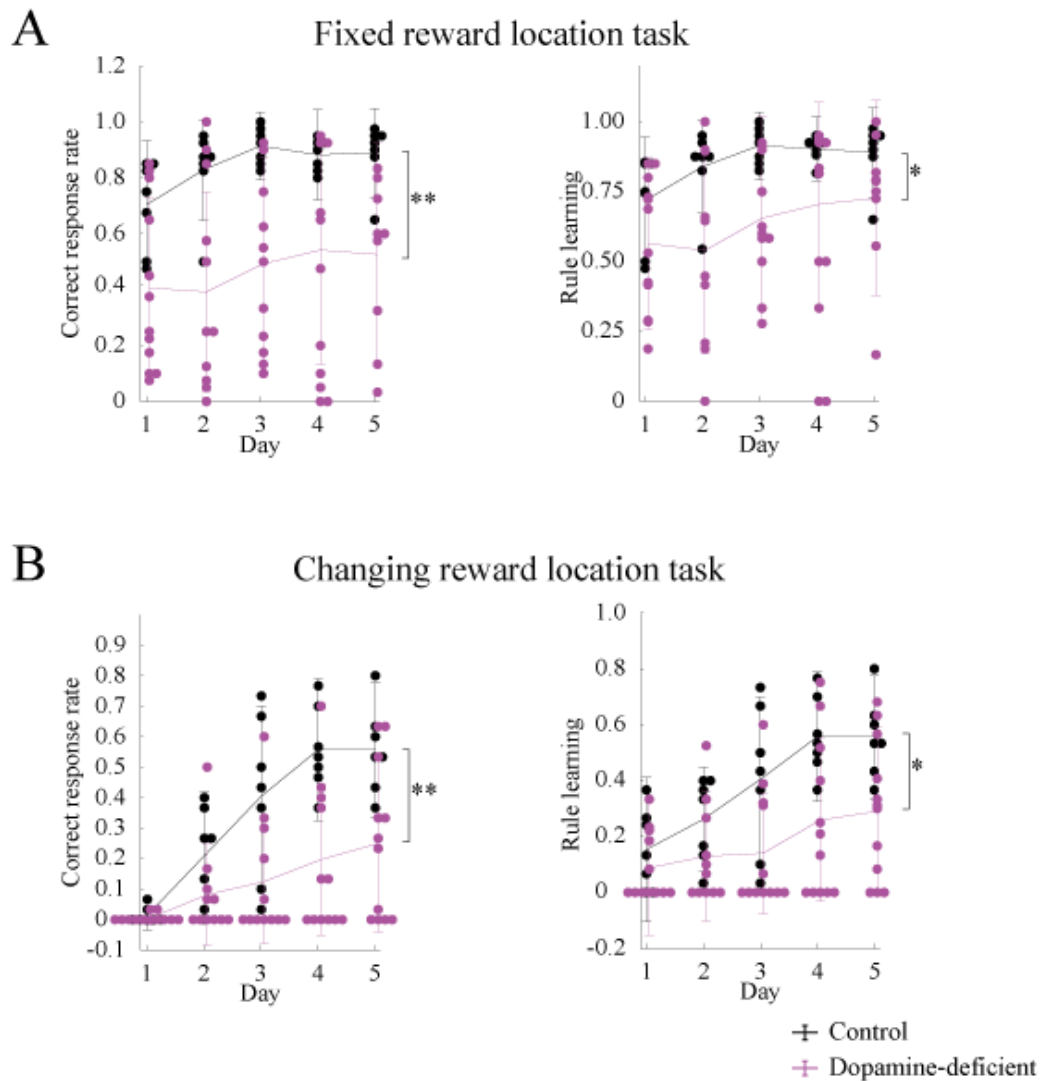 A
Fixed reward location task
1.2
1.0
0.8
0.6
0.4
0.2
0
Correct response rate
1 2 3 4 5
Day
**
1.00
0.75
0.50
0.25
0
Rule learning
1 2 3 4 5
Day
*
B
Changing reward location task
0.9
0.8
0.7
0.6
0.5
0.4
0.3
0.2
0.1
0
-0.1
Correct response rate
1 2 3 4 5
Day
**
1.0
0.8
0.6
0.4
0.2
0
-0.2
Rule learning
1 2 3 4 5
Day
*
Control
Dopamine-deficient